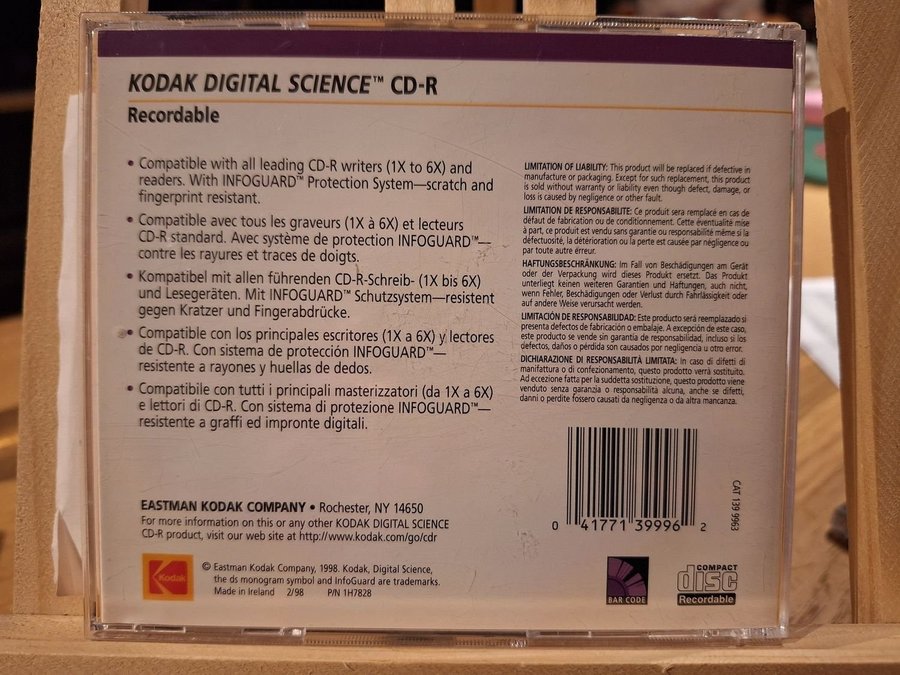 KODAK DIGITAL SCIENCE™ CD-R
Recordable
• Compatible with all leading CD-R writers (1X to 6X) and
readers. With INFOGUARD™ Protection System—scratch and
fingerprint resistant.
• Compatible avec tous les graveurs (1X à 6X) et lecteurs
CD-R standard. Avec système de protection INFOGUARD™—
contre les rayures et traces de doigts.
• Kompatibel mit allen führenden CD-R-Schreib- (1X bis 6X)
und Lesegeräten. Mit INFOGUARD™ Schutzsystem—resistent
gegen Kratzer und Fingerabdrücke.
• Compatible con los principales escritores (1X a 6X) y lectores
de CD-R. Con sistema de protección INFOGUARD™—
resistente a rayones y huellas de dedos.
• Compatibile con tutti i principali masterizzatori (da 1X a 6X)
e lettori di CD-R. Con sistema di protezione INFOGUARD™—
resistente a graffi ed impronte digitali.
LIMITATION OF LIABILITY: This product will be replaced if defective in
manufacture or packaging. Except for such replacement, this product
is sold without warranty or liability even though defect, damage, or
loss is caused by negligence or other fault.
LIMITATION DE RESPONSABILITE: Ce produit sera remplacé en cas de
défaut de fabrication ou de conditionnement. Cette éventualité mise
à part, ce produit est vendu sans garantie ou responsabilité même si la
défectuosité, la détérioration ou la perte est causée par négligence ou
par toute autre érreur.
HAFTUNGSBESCHRÄNKUNG: Im Fall von Beschädigungen am Gerät
oder der Verpackung wird dieses Produkt ersetzt. Das Produkt
unterliegt keinen weiteren Garantien und Haftungen, auch nicht,
wenn Fehler, Beschädigungen oder Verlust durch Fahrlässigkeit oder
auf andere Weise verursacht werden.
LIMITACIÓN DE RESPONSABILIDAD: Este producto será reemplazado si
presenta defectos de fabricación o embalaje. A excepción de este caso,
este producto se vende sin garantía de responsabilidad, incluso si los
defectos, daños o pérdida son causados por negligencia u otro error.
DICHIARAZIONE DI RESPONSABILITÀ LIMITATA: In caso di difetti di
manifattura o di confezionamento, questo prodotto verrà sostituito.
Ad eccezione fatta per la suddetta sostituzione, questo prodotto viene
venduto senza garanzia o responsabilità alcuna, anche se difetti,
danni o perdite fossero causati da negligenza o da altra mancanza.
0 41771 39996 2
CAT 139 9963
EASTMAN KODAK COMPANY • Rochester, NY 14650
For more information on this or any other KODAK DIGITAL SCIENCE
CD-R product, visit our web site at http://www.kodak.com/go/cdr
Kodak
© Eastman Kodak Company, 1998. Kodak, Digital Science,
the ds monogram symbol and InfoGuard are trademarks.
Made in Ireland 2/98 P/N 1H7828
BAR CODE
COMPACT
disc
Recordable